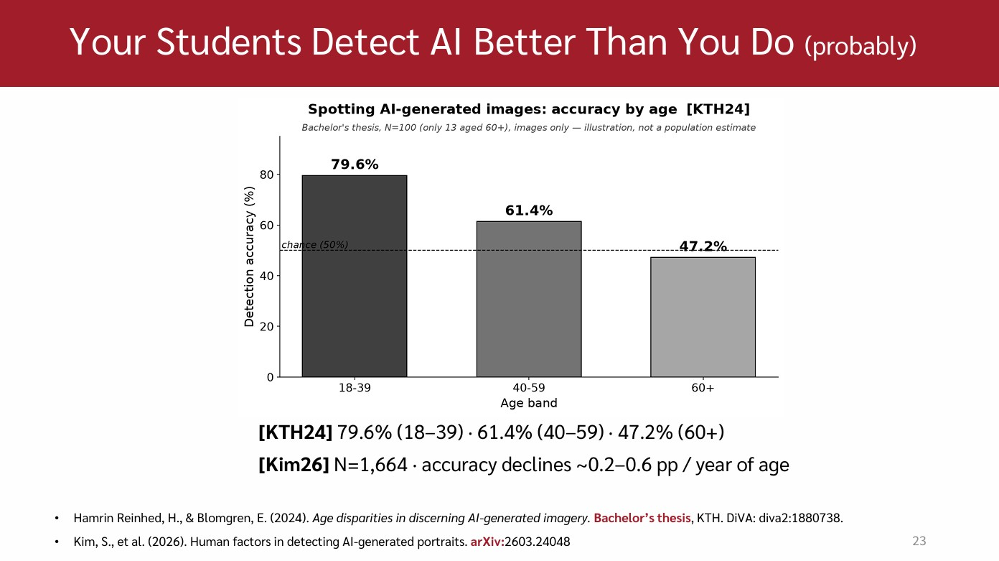 Your Students Detect AI Better Than You Do (probably)
Spotting AI-generated images: accuracy by age [KTH24]
Bachelor's thesis, N=100 (only 13 aged 60+), images only — illustration, not a population estimate
Detection accuracy (%)
80
60
40
20
0
79.6%
61.4%
47.2%
chance (50%)
18-39
40-59
60+
Age band
[KTH24] 79.6% (18–39) · 61.4% (40–59) · 47.2% (60+)
[Kim26] N=1,664 · accuracy declines ~0.2–0.6 pp / year of age
• Hamrin Reinhed, H., & Blomgren, E. (2024). Age disparities in discerning AI-generated imagery. Bachelor’s thesis, KTH. DiVA: diva2:1880738.
• Kim, S., et al. (2026). Human factors in detecting AI-generated portraits. arXiv:2603.24048
23